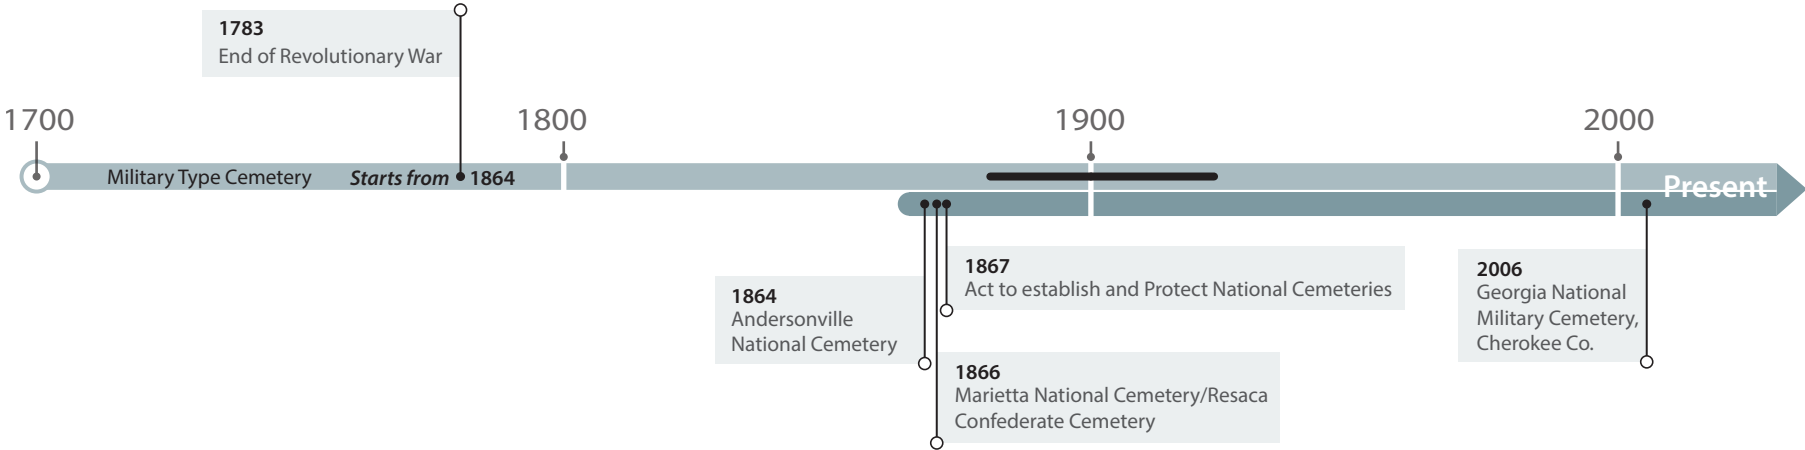 1783
End of Revolutionary War
1700
1800
1900
2000
Military Type Cemetery Starts from 1864
Present
1864
Andersonville
National Cemetery
1867
Act to establish and Protect National Cemeteries
1866
Marietta National Cemetery/Resaca
Confederate Cemetery
2006
Georgia National
Military Cemetery,
Cherokee Co.